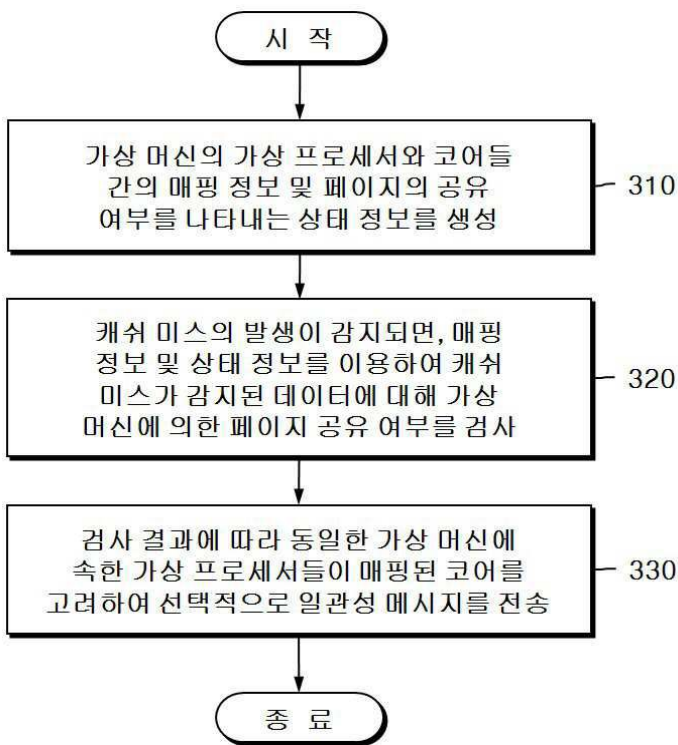 시 작
가상 머신의 가상 프로세서와 코어들
간의 매핑 정보 및 페이지의 공유
여부를 나타내는 상태 정보를 생성
310
캐쉬 미스의 발생이 감지되면, 매핑
정보 및 상태 정보를 이용하여 캐쉬
미스가 감지된 데이터에 대해 가상
머신에 의한 페이지 공유 여부를 검사
320
검사 결과에 따라 동일한 가상 머신에
속한 가상 프로세서들이 매핑된 코어를
고려하여 선택적으로 일관성 메시지를 전송
330
종 료